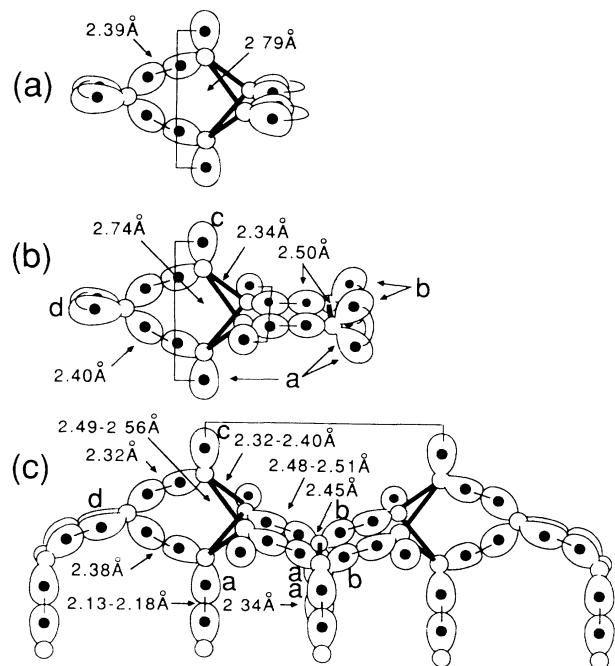 2.39Å
2 79Å
(a)
(b)
c
2.74Å
2.34Å
2.50Å
d
b
2.40Å
a
(c)
2.49-2 56Å
c
2.32-2.40Å
2.32Å
2.48-2.51Å
d
2.45Å
b
2.38Å
a
a
b
a
2.13-2.18Å
2 34Å